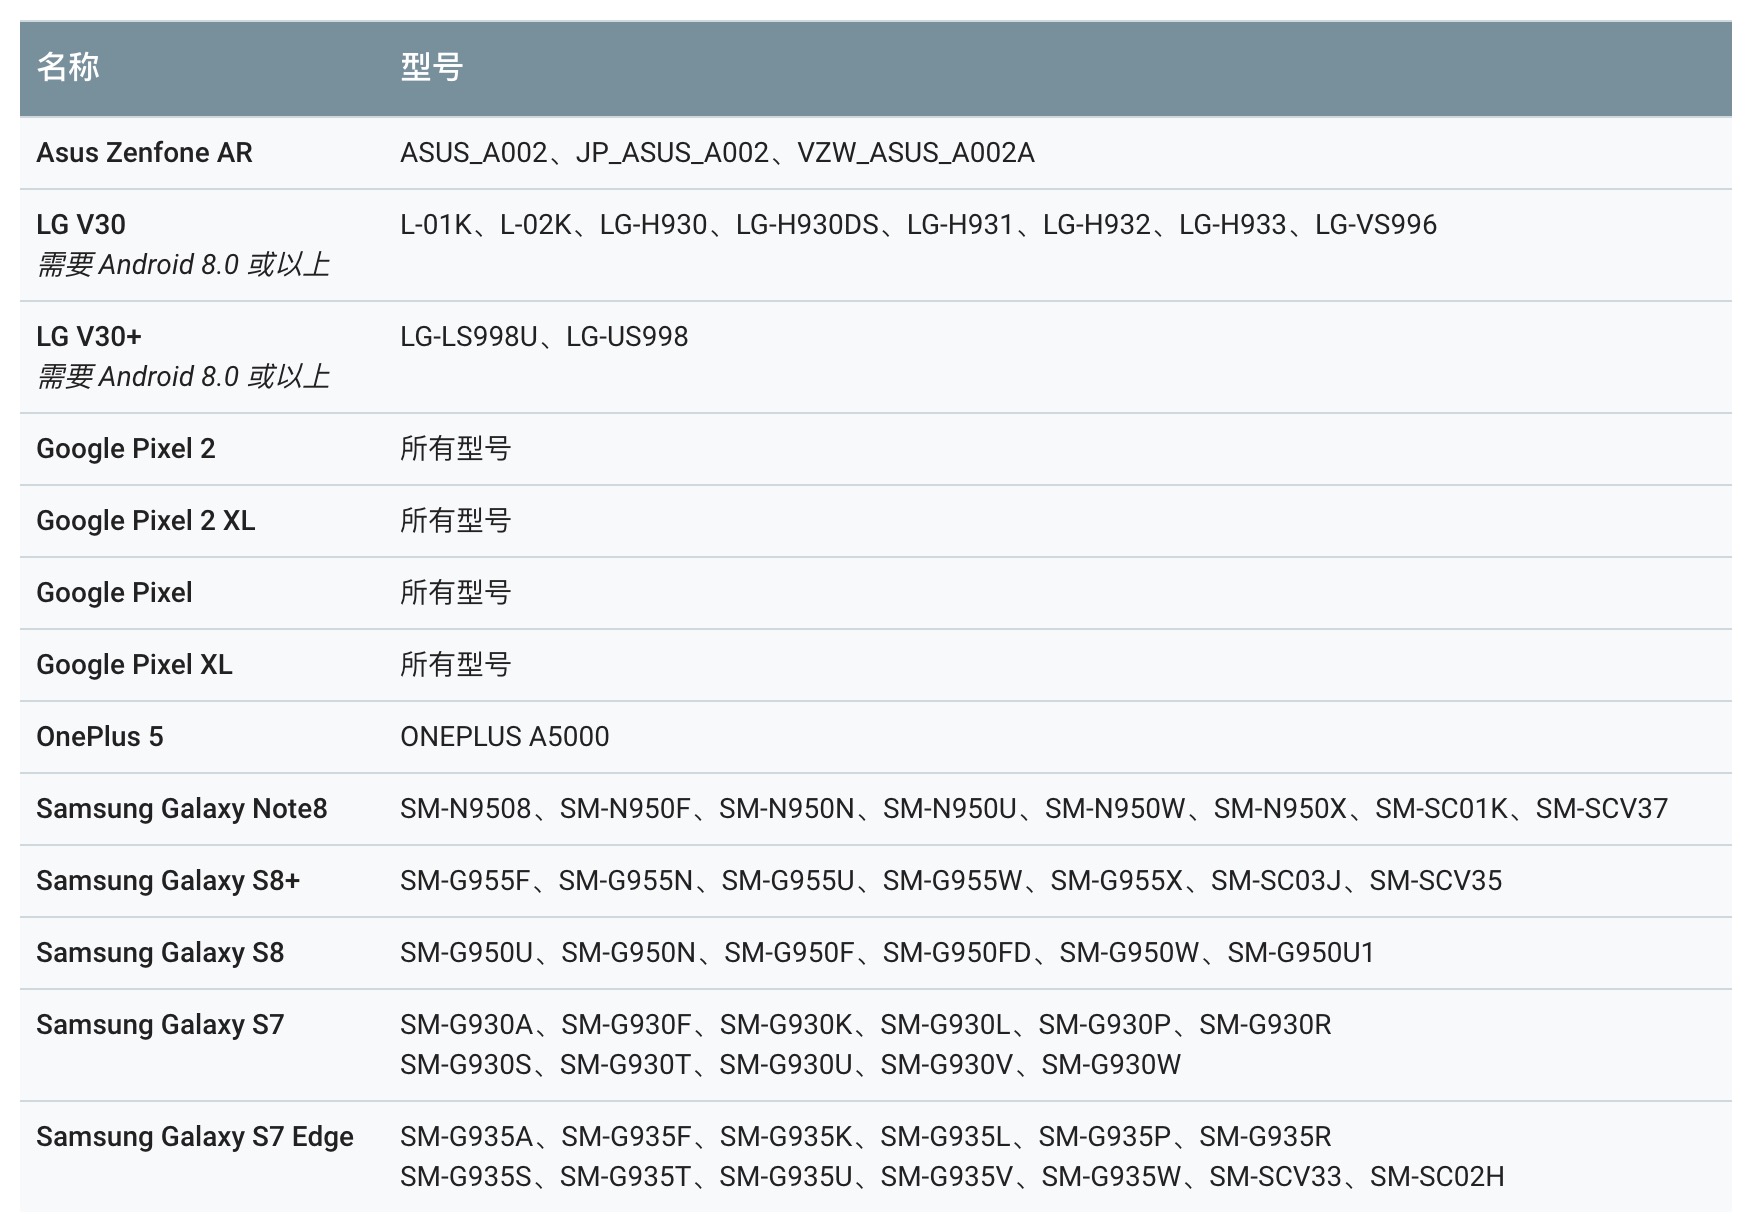 名称 型号
Asus Zenfone AR ASUS_A002、JP_ASUS_A002、VZW_ASUS_A002A
LG V30 L-01K、L-02K、LG-H930、LG-H930DS、LG-H931、LG-H932、LG-H933、LG-VS996
需要 Android 8.0 或以上
LG V30+ LG-LS998U、LG-US998
需要 Android 8.0 或以上
Google Pixel 2 所有型号
Google Pixel 2 XL 所有型号
Google Pixel 所有型号
Google Pixel XL 所有型号
OnePlus 5 ONEPLUS A5000
Samsung Galaxy Note8 SM-N9508、SM-N950F、SM-N950N、SM-N950U、SM-N950W、SM-N950X、SM-SC01K、SM-SCV37
Samsung Galaxy S8+ SM-G955F、SM-G955N、SM-G955U、SM-G955W、SM-G955X、SM-SC03J、SM-SCV35
Samsung Galaxy S8 SM-G950U、SM-G950N、SM-G950F、SM-G950FD、SM-G950W、SM-G950U1
Samsung Galaxy S7 SM-G930A、SM-G930F、SM-G930K、SM-G930L、SM-G930P、SM-G930R
SM-G930S、SM-G930T、SM-G930U、SM-G930V、SM-G930W
Samsung Galaxy S7 Edge SM-G935A、SM-G935F、SM-G935K、SM-G935L、SM-G935P、SM-G935R
SM-G935S、SM-G935T、SM-G935U、SM-G935V、SM-G935W、SM-SCV33、SM-SC02H